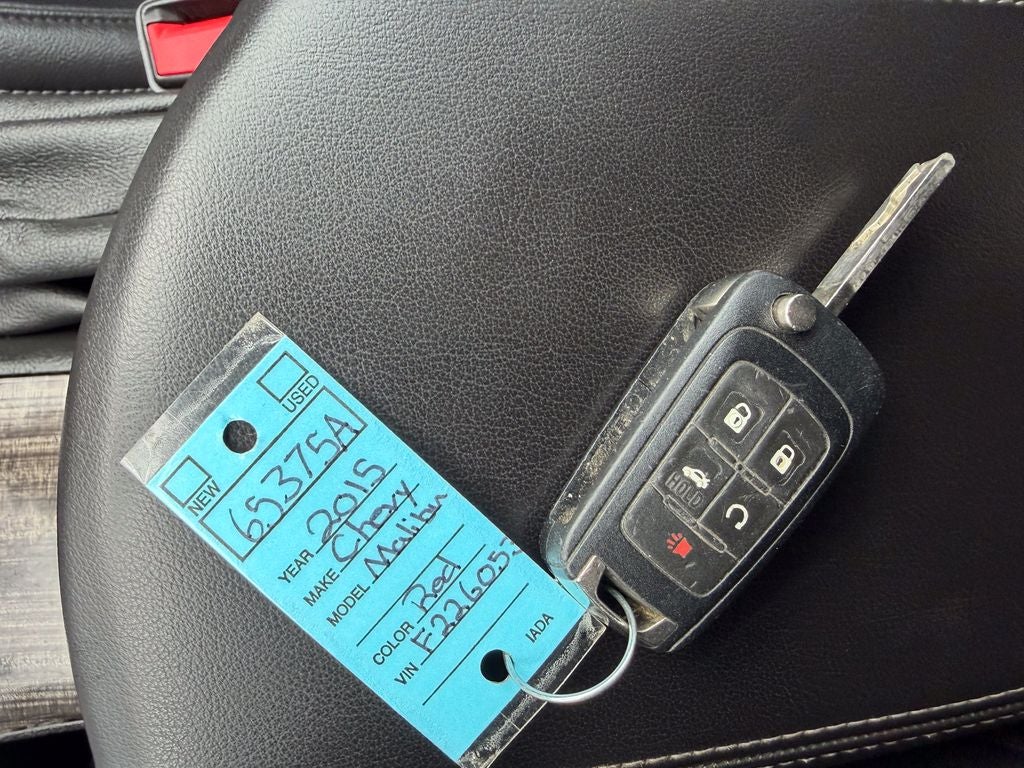 NEW
USED
65375A
YEAR 2015
MAKE Chevy
MODEL Malibu
COLOR Red
VIN F226053
IADA
HOLD